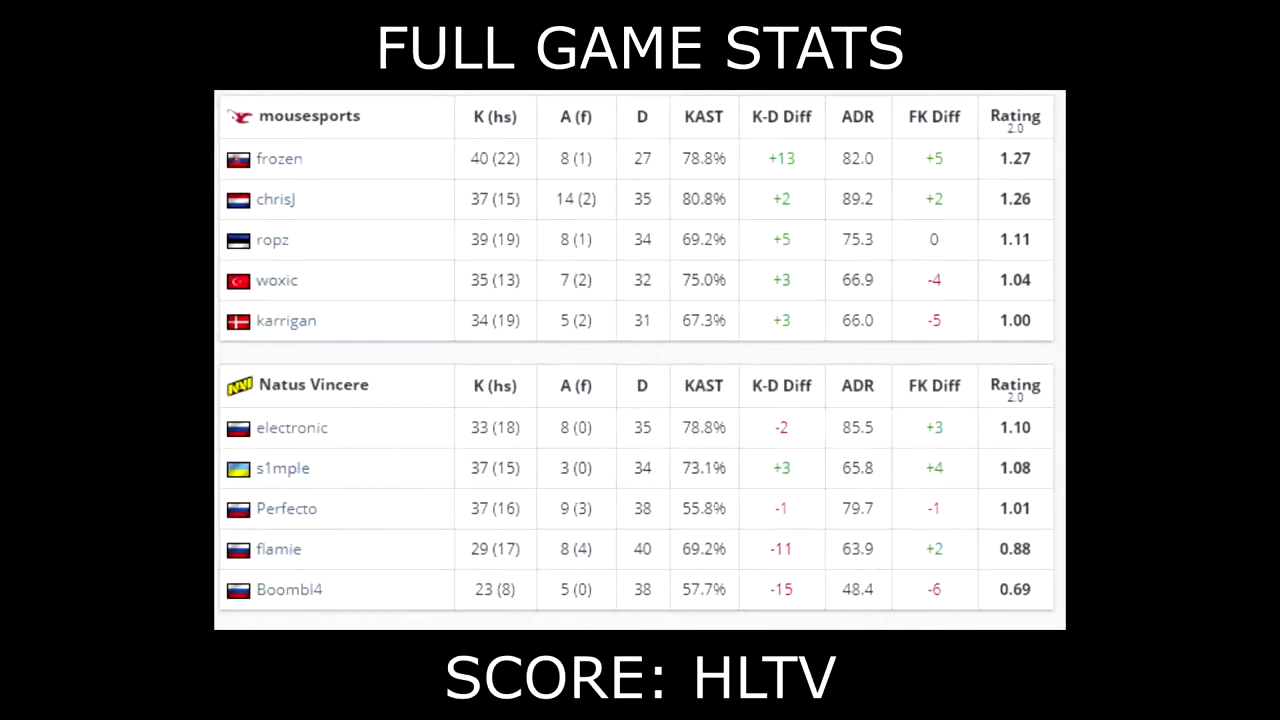 FULL GAME STATS
mousesports K (hs) A (f) D KAST K-D Diff ADR FK Diff Rating 2.0
frozen 40 (22) 8 (1) 27 78.8% +13 82.0 +5 1.27
chrisJ 37 (15) 14 (2) 35 80.8% +2 89.2 +2 1.26
ropz 39 (19) 8 (1) 34 69.2% +5 75.3 0 1.11
woxic 35 (13) 7 (2) 32 75.0% +3 66.9 -4 1.04
karrigan 34 (19) 5 (2) 31 67.3% +3 66.0 -5 1.00
NAVI Natus Vincere K (hs) A (f) D KAST K-D Diff ADR FK Diff Rating 2.0
electronic 33 (18) 8 (0) 35 78.8% -2 85.5 +3 1.10
s1mple 37 (15) 3 (0) 34 73.1% +3 65.8 +4 1.08
Perfecto 37 (16) 9 (3) 38 55.8% -1 79.7 -1 1.01
flamie 29 (17) 8 (4) 40 69.2% -11 63.9 +2 0.88
Boombl4 23 (8) 5 (0) 38 57.7% -15 48.4 -6 0.69
SCORE: HLTV